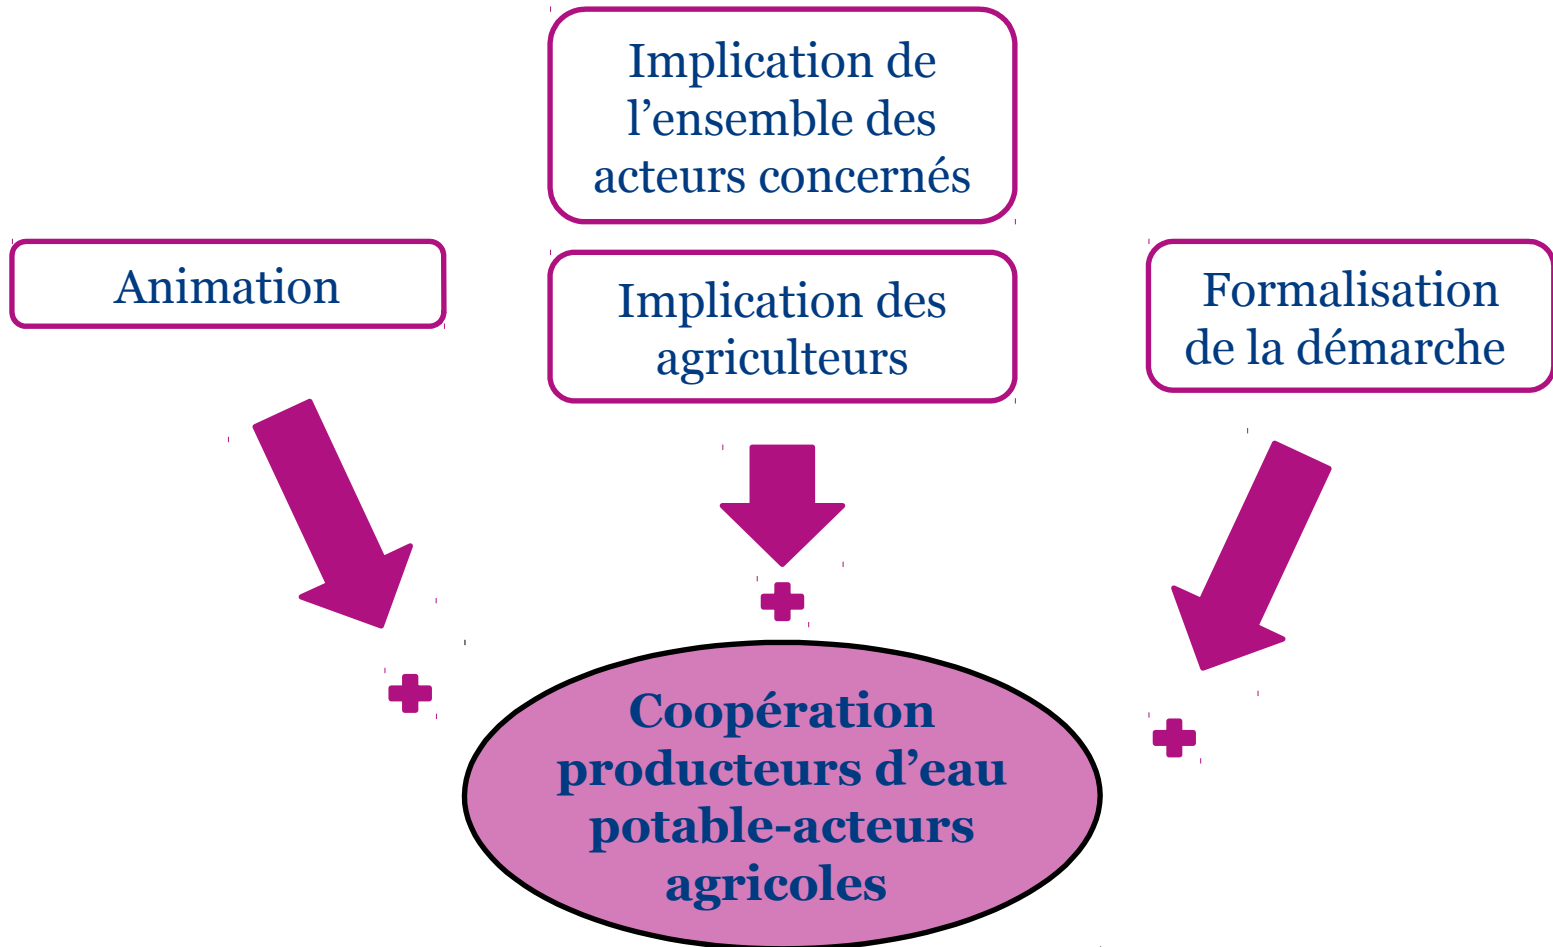 Implication de
l’ensemble des
acteurs concernés
Animation
Implication des
agriculteurs
Formalisation
de la démarche
Coopération
producteurs d’eau
potable-acteurs
agricoles